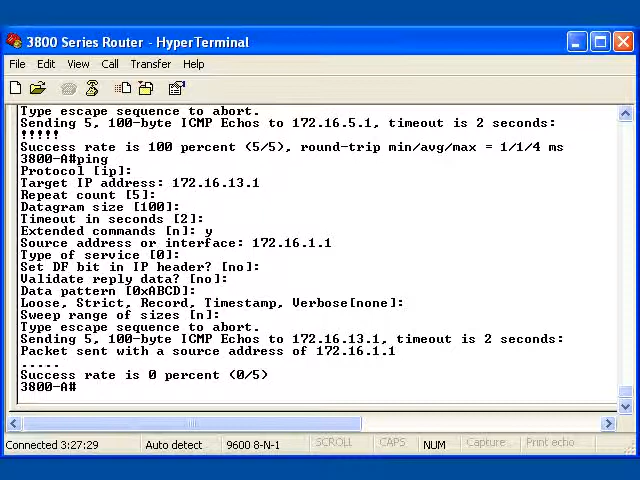 3800 Series Router - HyperTerminal
File Edit View Call Transfer Help
Type escape sequence to abort.
Sending 5, 100-byte ICMP Echos to 172.16.5.1, timeout is 2 seconds:
!!!!!
Success rate is 100 percent (5/5), round-trip min/avg/max = 1/1/4 ms
3800-A#ping
Protocol [ip]:
Target IP address: 172.16.13.1
Repeat count [5]:
Datagram size [100]:
Timeout in seconds [2]:
Extended commands [n]: y
Source address or interface: 172.16.1.1
Type of service [0]:
Set DF bit in IP header? [no]:
Validate reply data? [no]:
Data pattern [0xABCD]:
Loose, Strict, Record, Timestamp, Verbose[none]:
Sweep range of sizes [n]:
Type escape sequence to abort.
Sending 5, 100-byte ICMP Echos to 172.16.13.1, timeout is 2 seconds:
Packet sent with a source address of 172.16.1.1
.....
Success rate is 0 percent (0/5)
3800-A#
Connected 3:27:29 Auto detect 9600 8-N-1 SCROLL CAPS NUM Capture Print echo